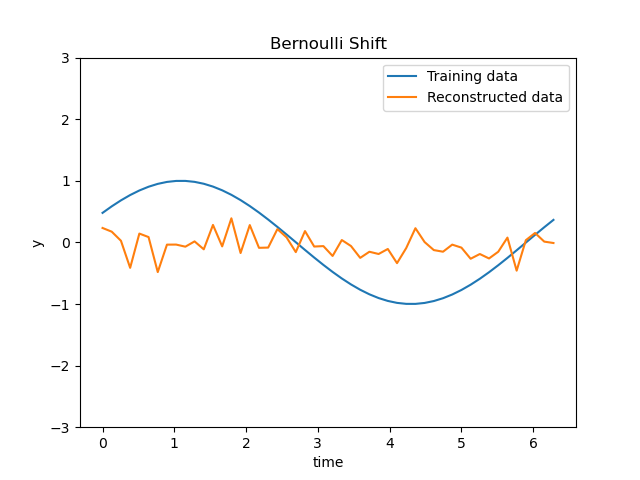 Bernoulli Shift
Training data
Reconstructed data
y
3
2
1
0
−1
−2
−3
0 1 2 3 4 5 6
time